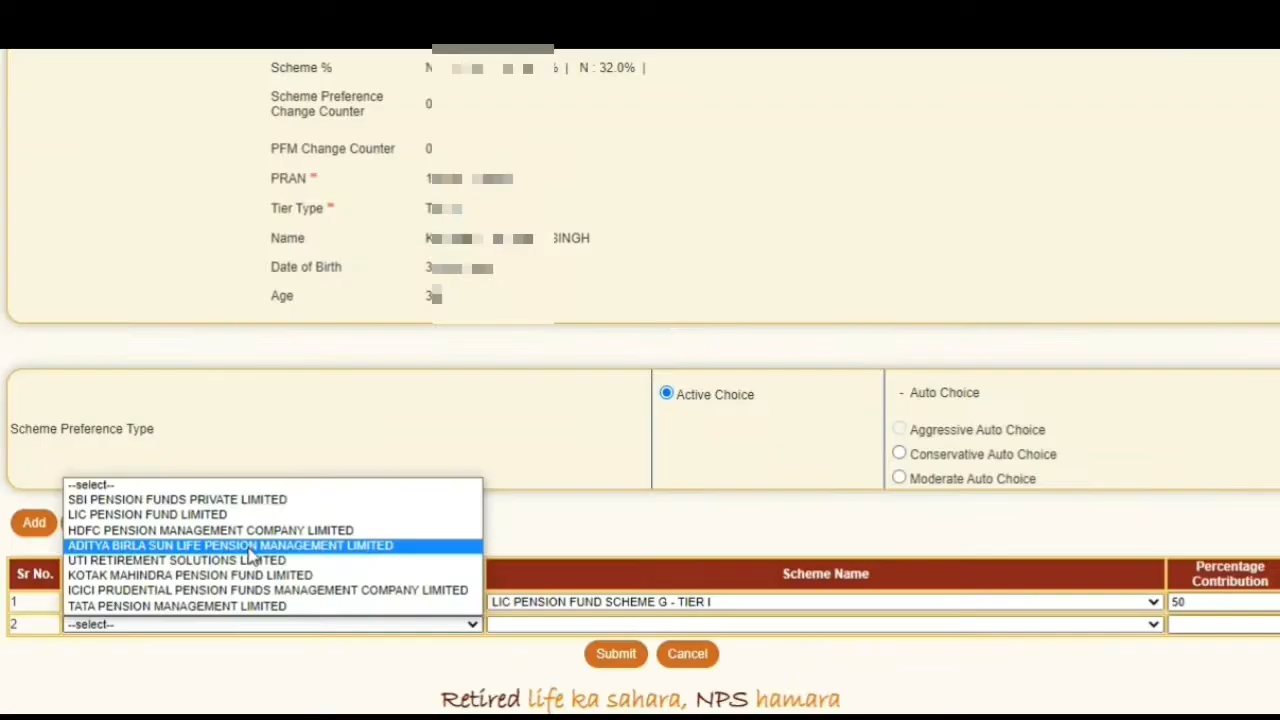 Scheme % N % | N : 32.0% |
Scheme Preference
Change Counter 0
PFM Change Counter 0
PRAN * 1
Tier Type * T
Name K SINGH
Date of Birth 3
Age 3
Scheme Preference Type
Active Choice
- Auto Choice
Aggressive Auto Choice
Conservative Auto Choice
Moderate Auto Choice
Add
--select--
SBI PENSION FUNDS PRIVATE LIMITED
LIC PENSION FUND LIMITED
HDFC PENSION MANAGEMENT COMPANY LIMITED
ADITYA BIRLA SUN LIFE PENSION MANAGEMENT LIMITED
UTI RETIREMENT SOLUTIONS LIMITED
KOTAK MAHINDRA PENSION FUND LIMITED
ICICI PRUDENTIAL PENSION FUNDS MANAGEMENT COMPANY LIMITED
TATA PENSION MANAGEMENT LIMITED
Sr No. Scheme Name Percentage
Contribution
1 LIC PENSION FUND SCHEME G - TIER I 50
2 --select--
Submit Cancel
Retired life ka sahara, NPS hamara